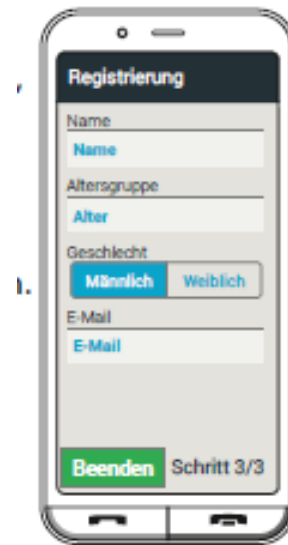 Registrierung
Name
Name
Altersgruppe
Alter
Geschlecht
Männlich Weiblich
E-Mail
E-Mail
Beenden Schritt 3/3